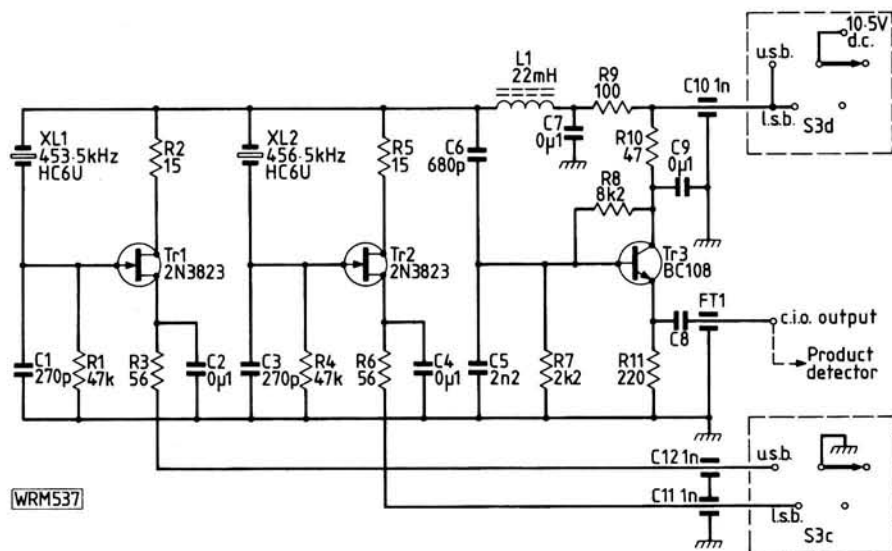 10·5V
d.c.
u.s.b.
l.s.b.
S3d
L1
22mH
R9
100
C10 1n
C7
0µ1
R10
47
C9
0µ1
XL1
453·5kHz
HC6U
R2
15
XL2
456·5kHz
HC6U
R5
15
C6
680p
R8
8k2
Tr1
2N3823
Tr2
2N3823
Tr3
BC108
FT1
c.i.o. output
Product
detector
C8
C1
270p
R1
47k
R3
56
C2
0µ1
C3
270p
R4
47k
R6
56
C4
0µ1
C5
2n2
R7
2k2
R11
220
C12 1n
u.s.b.
C11 1n
l.s.b.
S3c
WRM537